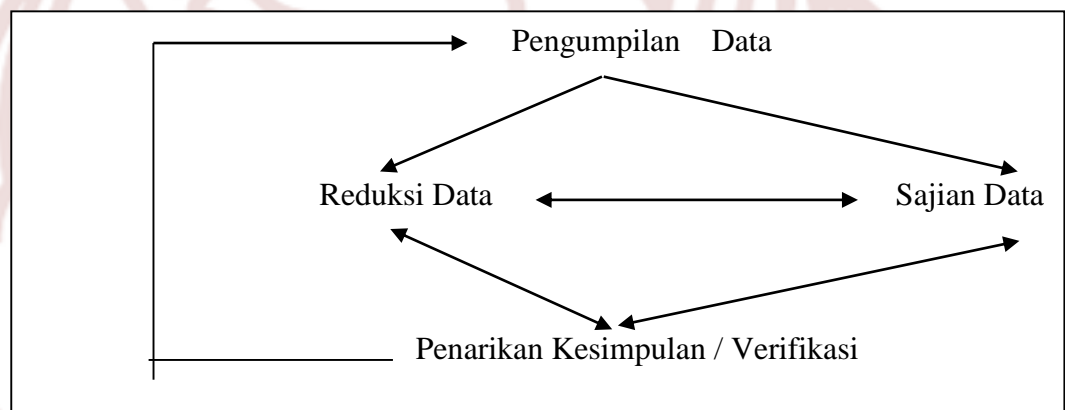 Pengumpilan Data
Reduksi Data Sajian Data
Penarikan Kesimpulan / Verifikasi